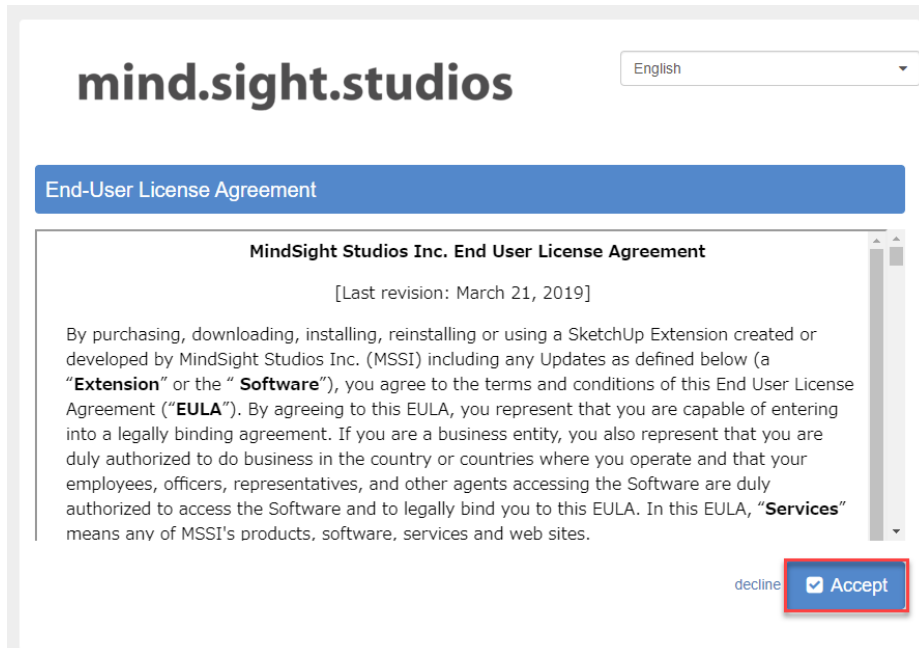 mind.sight.studios
English
End-User License Agreement
MindSight Studios Inc. End User License Agreement
[Last revision: March 21, 2019]
By purchasing, downloading, installing, reinstalling or using a SketchUp Extension created or
developed by MindSight Studios Inc. (MSSI) including any Updates as defined below (a
“Extension” or the “ Software”), you agree to the terms and conditions of this End User License
Agreement (“EULA”). By agreeing to this EULA, you represent that you are capable of entering
into a legally binding agreement. If you are a business entity, you also represent that you are
duly authorized to do business in the country or countries where you operate and that your
employees, officers, representatives, and other agents accessing the Software are duly
authorized to access the Software and to legally bind you to this EULA. In this EULA, “Services”
means any of MSSI's products, software, services and web sites.
decline
Accept